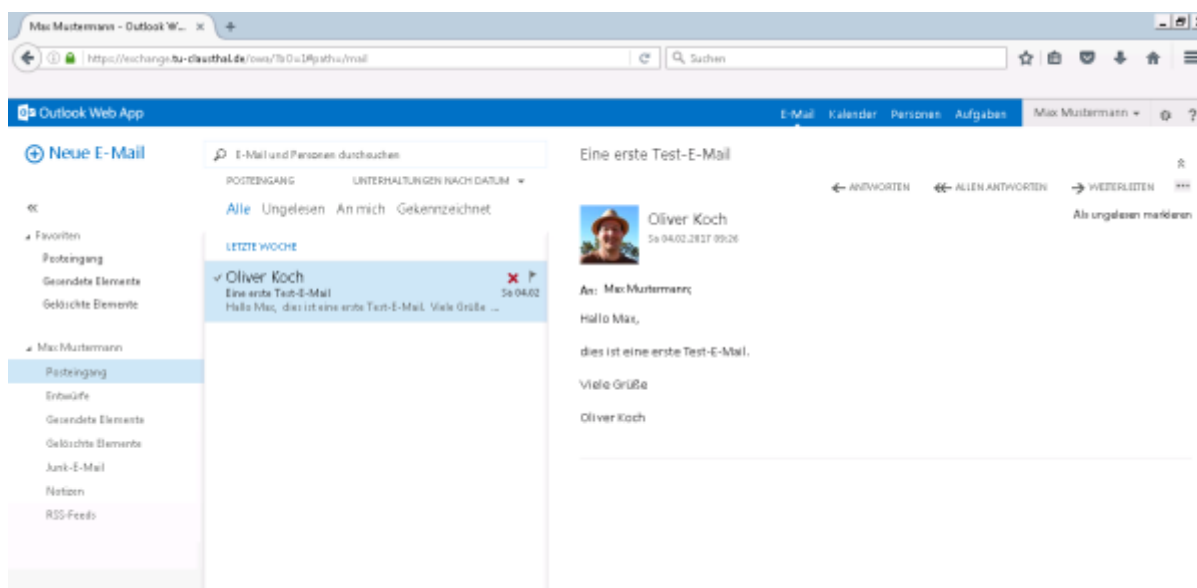 Max Mustermann - Outlook W...
https://exchange.tu-clausthal.de/owa/?bO=1#path=/mail
Suchen
Outlook Web App
E-Mail Kalender Personen Aufgaben Max Mustermann ?
Neue E-Mail
E-Mail und Personen durchsuchen
POSTEINGANG UNTERHALTUNGEN NACH DATUM
Alle Ungelesen An mich Gekennzeichnet
Favoriten
Posteingang
Gesendete Elemente
Gelöschte Elemente
Max Mustermann
Posteingang
Entwürfe
Gesendete Elemente
Gelöschte Elemente
Junk-E-Mail
Notizen
RSS-Feeds
LETZTE WOCHE
Oliver Koch
Eine erste Test-E-Mail Sa 04.02
Hallo Max, dies ist eine erste Test-E-Mail. Viele Grüße ...
Eine erste Test-E-Mail
ANTWORTEN ALLEN ANTWORTEN WEITERLEITEN ...
Als ungelesen markieren
Oliver Koch
Sa 04.02.2017 09:26
An: Max Mustermann;
Hallo Max,
dies ist eine erste Test-E-Mail.
Viele Grüße
Oliver Koch